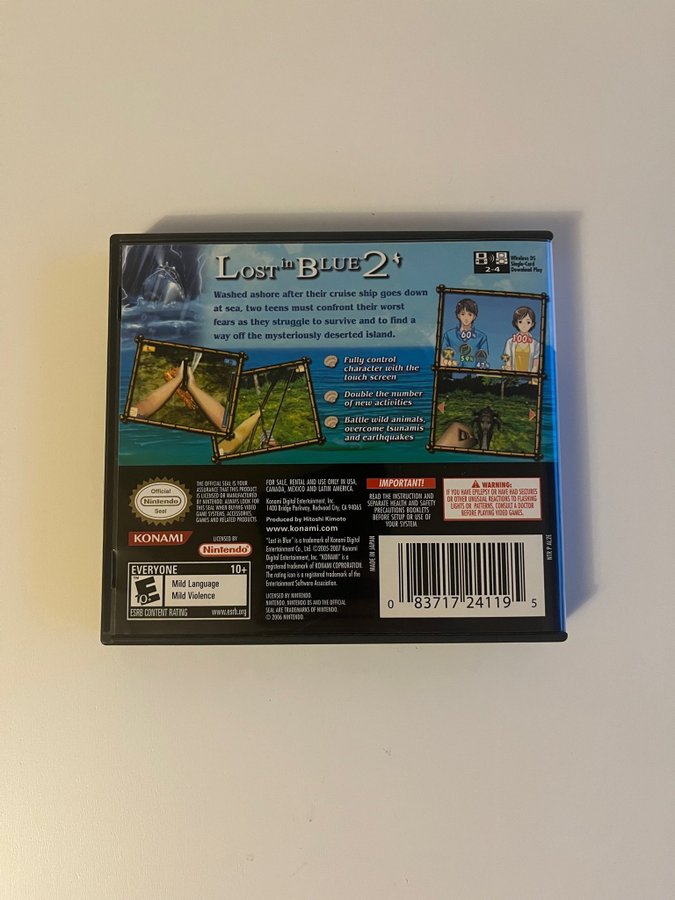 LOST in BLUE 2
2-4
Wireless DS
Single-Card
Download Play
Washed ashore after their cruise ship goes down
at sea, two teens must confront their worst
fears as they struggle to survive and to find a
way off the mysteriously deserted island.
60%
100%
96%
59%
47%
Fully control
character with the
touch screen
Double the number
of new activities
Battle wild animals,
overcome tsunamis
and earthquakes
Official
Nintendo
Seal
THE OFFICIAL SEAL IS YOUR
ASSURANCE THAT THIS PRODUCT
IS LICENSED OR MANUFACTURED
BY NINTENDO. ALWAYS LOOK FOR
THIS SEAL WHEN BUYING VIDEO
GAME SYSTEMS, ACCESSORIES,
GAMES AND RELATED PRODUCTS
KONAMI
LICENSED BY
Nintendo
EVERYONE 10+
E
10+
Mild Language
Mild Violence
ESRB CONTENT RATING www.esrb.org
FOR SALE, RENTAL AND USE ONLY IN USA,
CANADA, MEXICO AND LATIN AMERICA.
Konami Digital Entertainment, Inc.
1400 Bridge Parkway, Redwood City, CA 94065
Produced by Hitoshi Kimoto
www.konami.com
"Lost in Blue" is a trademark of Konami Digital
Entertainment Co., Ltd. ©2005-2007 Konami
Digital Entertainment, Inc. "KONAMI" is a
registered trademark of KONAMI COPRORATION.
The rating icon is a registered trademark of the
Entertainment Software Association.
LICENSED BY NINTENDO.
NINTENDO, NINTENDO DS AND THE OFFICIAL
SEAL ARE TRADEMARKS OF NINTENDO.
© 2006 NINTENDO.
IMPORTANT!
READ THE INSTRUCTION AND
SEPARATE HEALTH AND SAFETY
PRECAUTIONS BOOKLETS
BEFORE SETUP OR USE OF
YOUR SYSTEM
WARNING:
IF YOU HAVE EPILEPSY OR HAVE HAD SEIZURES
OR OTHER UNUSUAL REACTIONS TO FLASHING
LIGHTS OR PATTERNS, CONSULT A DOCTOR
BEFORE PLAYING VIDEO GAMES.
MADE IN JAPAN
0 83717 24119 5
NTR P AL2E